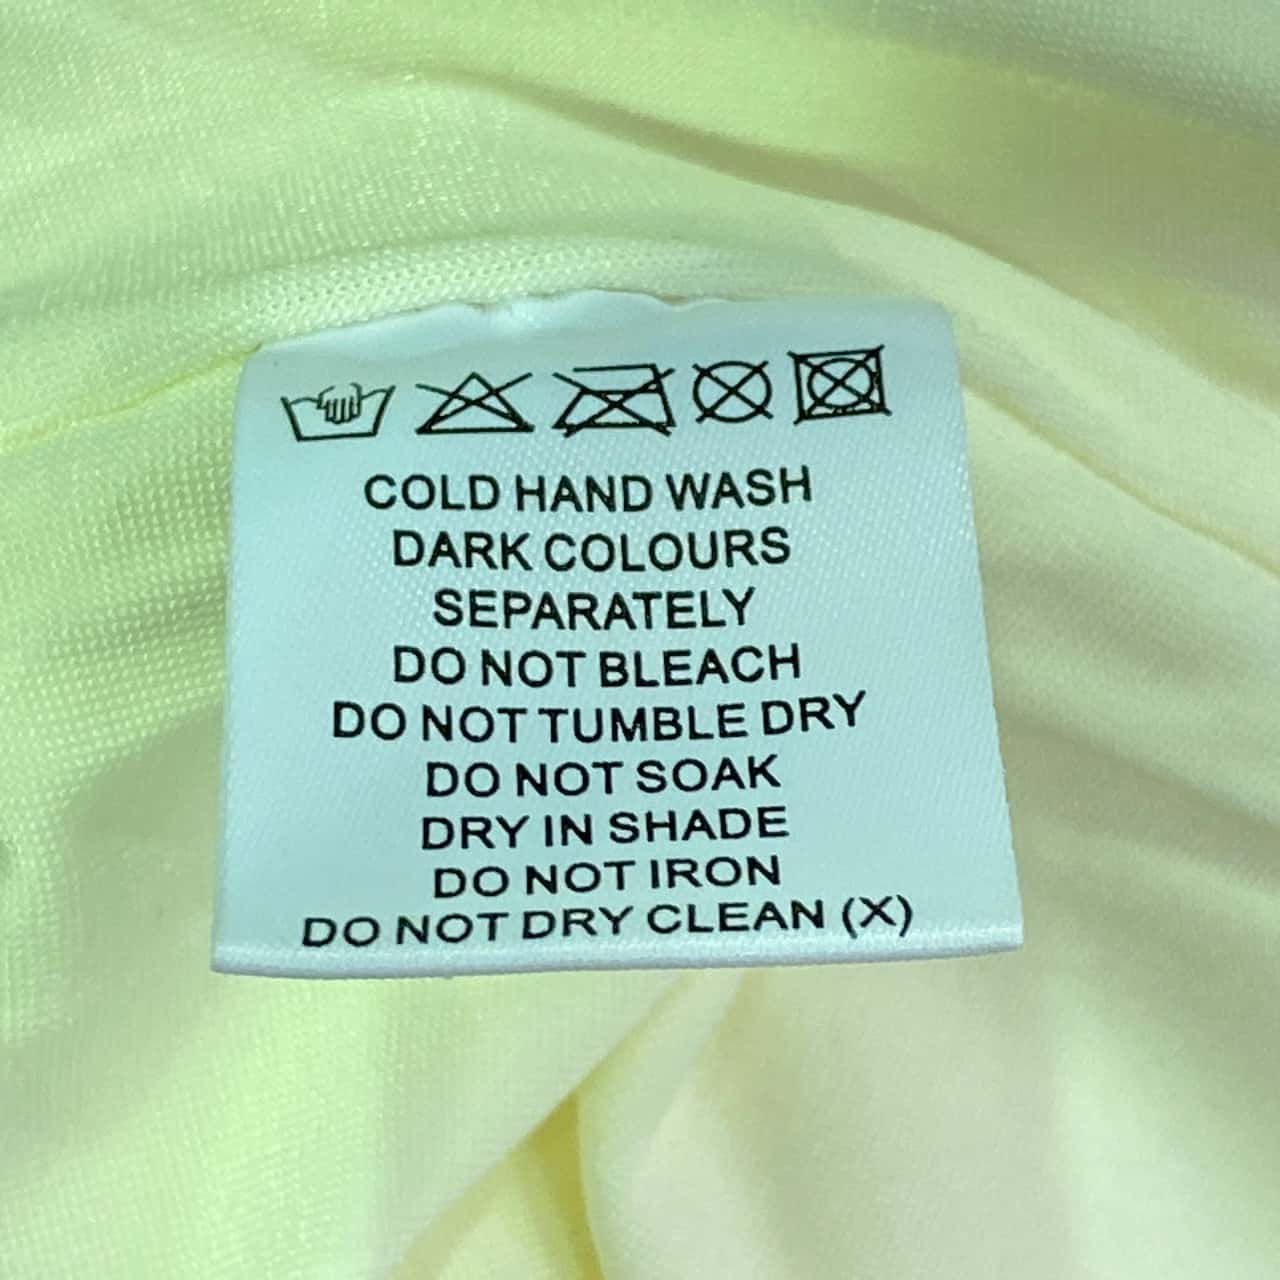 COLD HAND WASH
DARK COLOURS
SEPARATELY
DO NOT BLEACH
DO NOT TUMBLE DRY
DO NOT SOAK
DRY IN SHADE
DO NOT IRON
DO NOT DRY CLEAN (X)